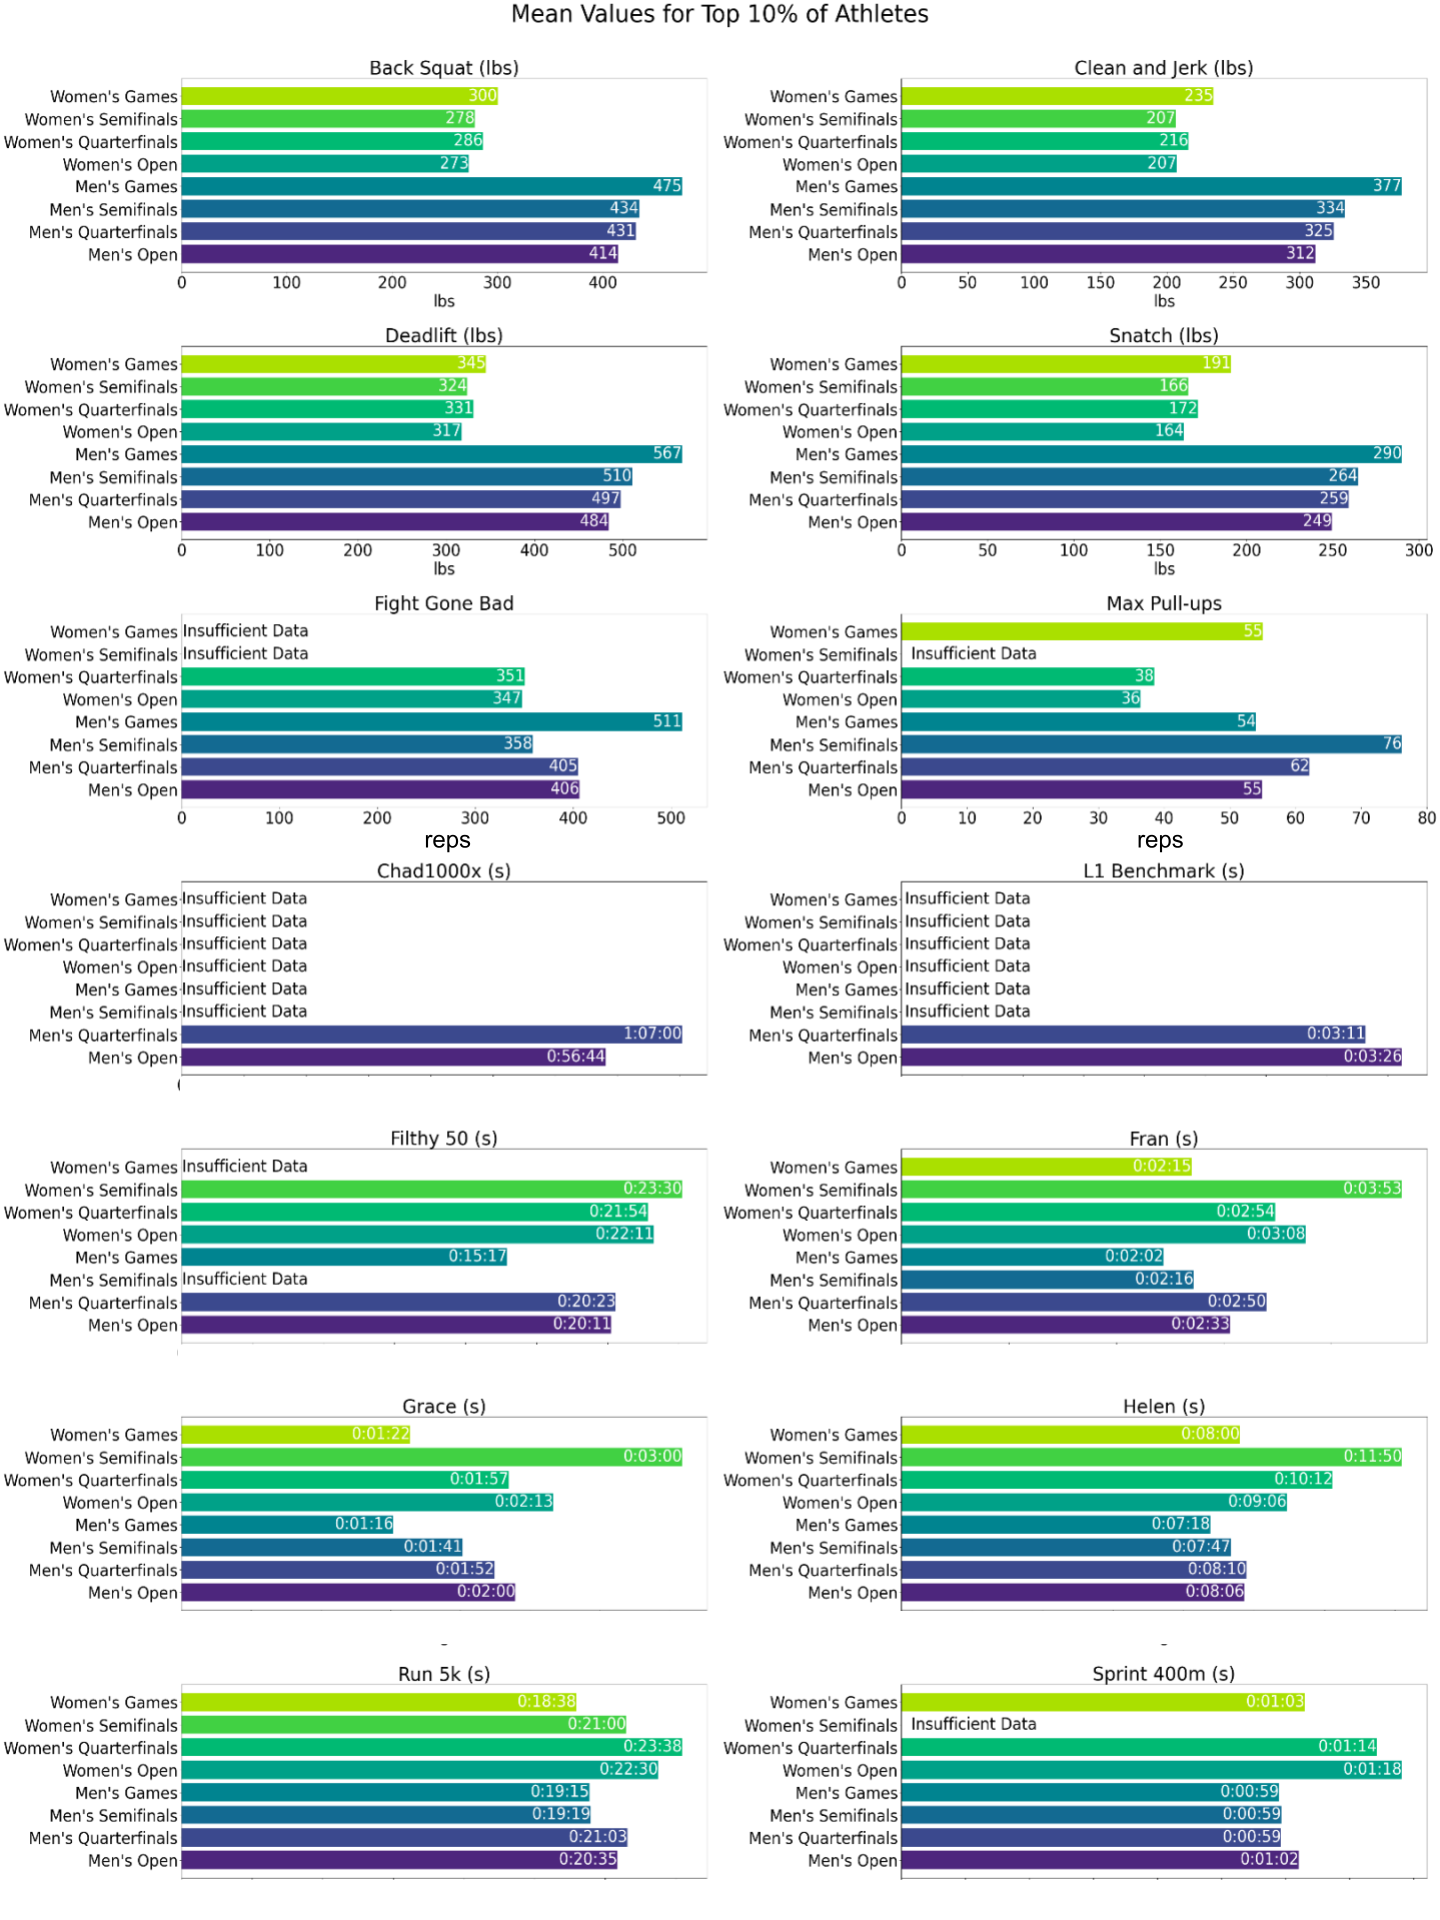 Mean Values for Top 10% of Athletes
Back Squat (lbs)
Women's Games 300
Women's Semifinals 278
Women's Quarterfinals 286
Women's Open 273
Men's Games 475
Men's Semifinals 434
Men's Quarterfinals 431
Men's Open 414
0 100 200 300 400
lbs
Clean and Jerk (lbs)
Women's Games 235
Women's Semifinals 207
Women's Quarterfinals 216
Women's Open 207
Men's Games 377
Men's Semifinals 334
Men's Quarterfinals 325
Men's Open 312
0 50 100 150 200 250 300 350
lbs
Deadlift (lbs)
Women's Games 345
Women's Semifinals 324
Women's Quarterfinals 331
Women's Open 317
Men's Games 567
Men's Semifinals 510
Men's Quarterfinals 497
Men's Open 484
0 100 200 300 400 500
lbs
Snatch (lbs)
Women's Games 191
Women's Semifinals 166
Women's Quarterfinals 172
Women's Open 164
Men's Games 290
Men's Semifinals 264
Men's Quarterfinals 259
Men's Open 249
0 50 100 150 200 250 300
lbs
Fight Gone Bad
Women's Games Insufficient Data
Women's Semifinals Insufficient Data
Women's Quarterfinals 351
Women's Open 347
Men's Games 511
Men's Semifinals 358
Men's Quarterfinals 405
Men's Open 406
0 100 200 300 400 500
reps
Max Pull-ups
Women's Games 55
Women's Semifinals Insufficient Data
Women's Quarterfinals 38
Women's Open 36
Men's Games 54
Men's Semifinals 76
Men's Quarterfinals 62
Men's Open 55
0 10 20 30 40 50 60 70 80
reps
Chad1000x (s)
Women's Games Insufficient Data
Women's Semifinals Insufficient Data
Women's Quarterfinals Insufficient Data
Women's Open Insufficient Data
Men's Games Insufficient Data
Men's Semifinals Insufficient Data
Men's Quarterfinals 1:07:00
Men's Open 0:56:44
L1 Benchmark (s)
Women's Games Insufficient Data
Women's Semifinals Insufficient Data
Women's Quarterfinals Insufficient Data
Women's Open Insufficient Data
Men's Games Insufficient Data
Men's Semifinals Insufficient Data
Men's Quarterfinals 0:03:11
Men's Open 0:03:26
Filthy 50 (s)
Women's Games Insufficient Data
Women's Semifinals 0:23:30
Women's Quarterfinals 0:21:54
Women's Open 0:22:11
Men's Games 0:15:17
Men's Semifinals Insufficient Data
Men's Quarterfinals 0:20:23
Men's Open 0:20:11
Fran (s)
Women's Games 0:02:15
Women's Semifinals 0:03:53
Women's Quarterfinals 0:02:54
Women's Open 0:03:08
Men's Games 0:02:02
Men's Semifinals 0:02:16
Men's Quarterfinals 0:02:50
Men's Open 0:02:33
Grace (s)
Women's Games 0:01:22
Women's Semifinals 0:03:00
Women's Quarterfinals 0:01:57
Women's Open 0:02:13
Men's Games 0:01:16
Men's Semifinals 0:01:41
Men's Quarterfinals 0:01:52
Men's Open 0:02:00
Helen (s)
Women's Games 0:08:00
Women's Semifinals 0:11:50
Women's Quarterfinals 0:10:12
Women's Open 0:09:06
Men's Games 0:07:18
Men's Semifinals 0:07:47
Men's Quarterfinals 0:08:10
Men's Open 0:08:06
Run 5k (s)
Women's Games 0:18:38
Women's Semifinals 0:21:00
Women's Quarterfinals 0:23:38
Women's Open 0:22:30
Men's Games 0:19:15
Men's Semifinals 0:19:19
Men's Quarterfinals 0:21:03
Men's Open 0:20:35
Sprint 400m (s)
Women's Games 0:01:03
Women's Semifinals Insufficient Data
Women's Quarterfinals 0:01:14
Women's Open 0:01:18
Men's Games 0:00:59
Men's Semifinals 0:00:59
Men's Quarterfinals 0:00:59
Men's Open 0:01:02